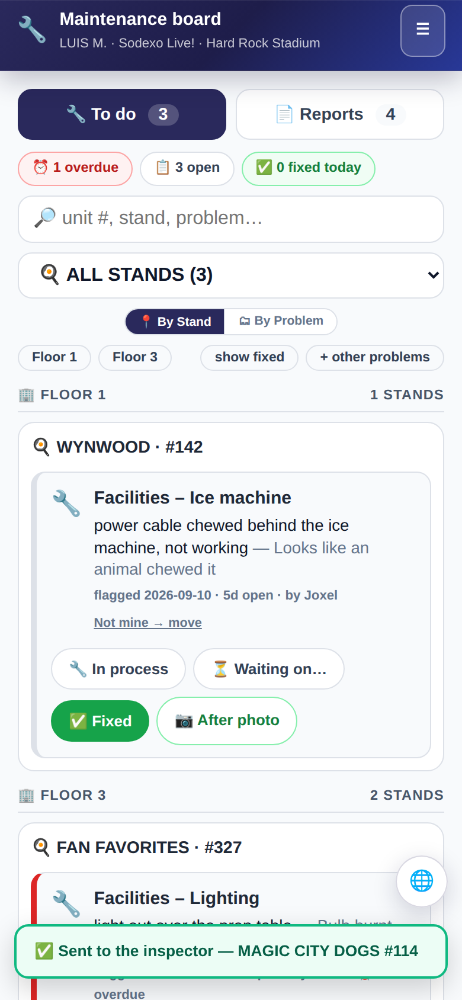 Maintenance board
LUIS M. · Sodexo Live! · Hard Rock Stadium
☰
🔧 To do 3
📄 Reports 4
⏰ 1 overdue
📋 3 open
✅ 0 fixed today
🔎 unit #, stand, problem…
🍳 ALL STANDS (3)
📍 By Stand
🗂 By Problem
Floor 1
Floor 3
show fixed
+ other problems
🏢 FLOOR 1
1 STANDS
🍳 WYNWOOD · #142
Facilities – Ice machine
power cable chewed behind the ice
machine, not working — Looks like an
animal chewed it
flagged 2026-09-10 · 5d open · by Joxel
Not mine → move
🔧 In process
⏳ Waiting on…
✅ Fixed
📷 After photo
🏢 FLOOR 3
2 STANDS
🍳 FAN FAVORITES · #327
Facilities – Lighting
light out over the prep table — Bulb burnt
✅ Sent to the inspector — MAGIC CITY DOGS #114
overdue